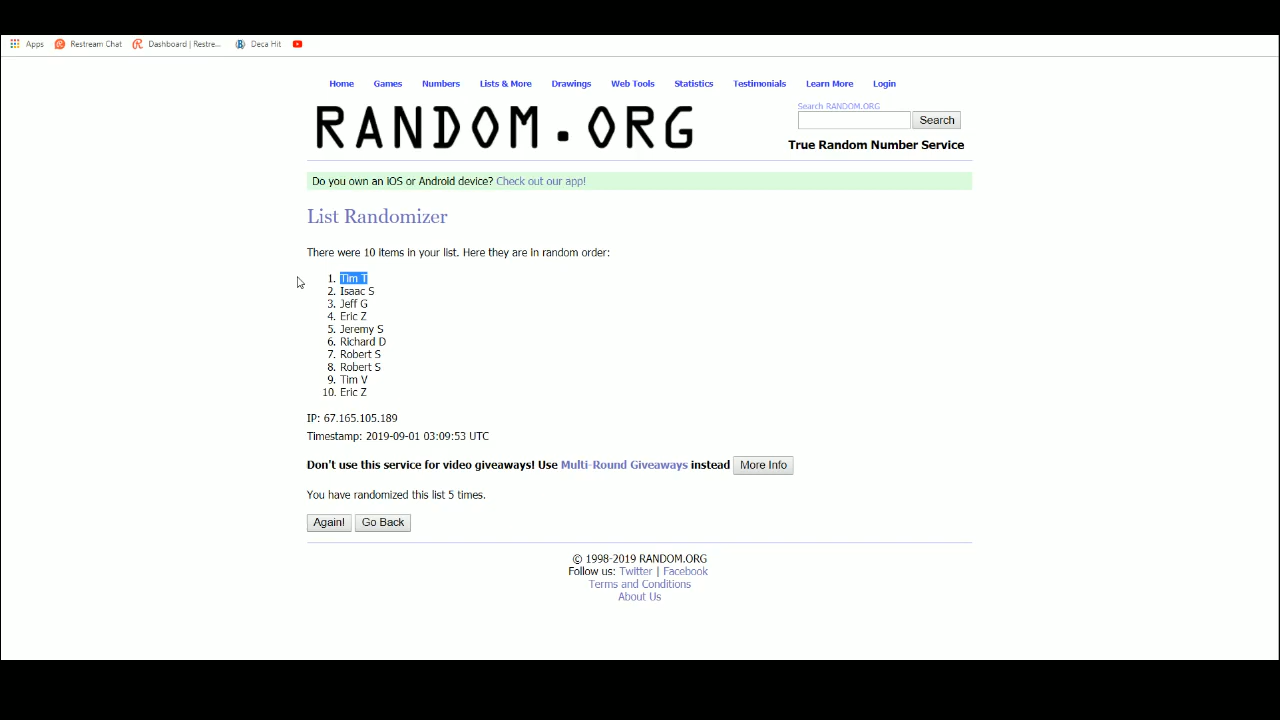 Apps Restream Chat Dashboard | Restre... Deca Hit
Home Games Numbers Lists & More Drawings Web Tools Statistics Testimonials Learn More Login
RANDOM.ORG
Search RANDOM.ORG
Search
True Random Number Service
Do you own an iOS or Android device? Check out our app!
List Randomizer
There were 10 items in your list. Here they are in random order:
1. Tim T
2. Isaac S
3. Jeff G
4. Eric Z
5. Jeremy S
6. Richard D
7. Robert S
8. Robert S
9. Tim V
10. Eric Z
IP: 67.165.105.189
Timestamp: 2019-09-01 03:09:53 UTC
Don't use this service for video giveaways! Use Multi-Round Giveaways instead More Info
You have randomized this list 5 times.
Again! Go Back
© 1998-2019 RANDOM.ORG
Follow us: Twitter | Facebook
Terms and Conditions
About Us